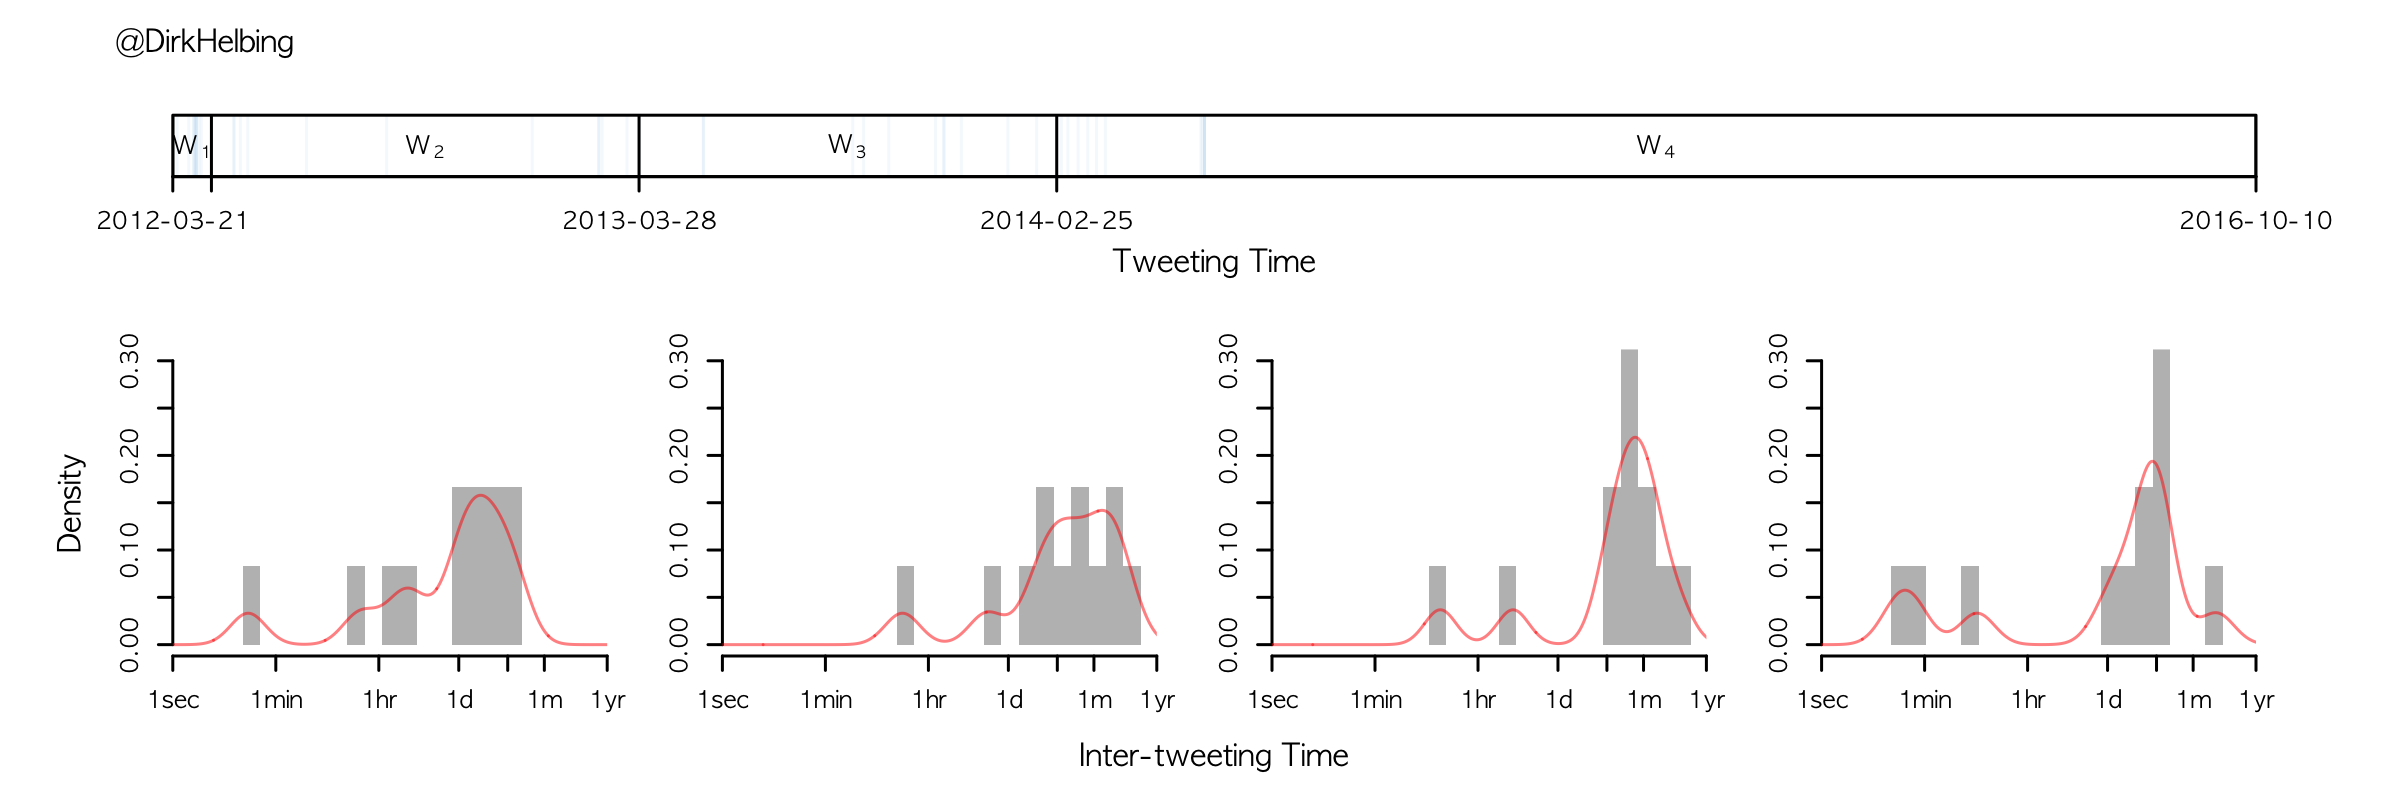 @DirkHelbing
W1 W2 W3 W4
2012-03-21 2013-03-28 2014-02-25 2016-10-10
Tweeting Time
Density
0.00 0.10 0.20 0.30
0.00 0.10 0.20 0.30
0.00 0.10 0.20 0.30
0.00 0.10 0.20 0.30
1sec 1min 1hr 1d 1m 1yr 1sec 1min 1hr 1d 1m 1yr 1sec 1min 1hr 1d 1m 1yr 1sec 1min 1hr 1d 1m 1yr
Inter-tweeting Time